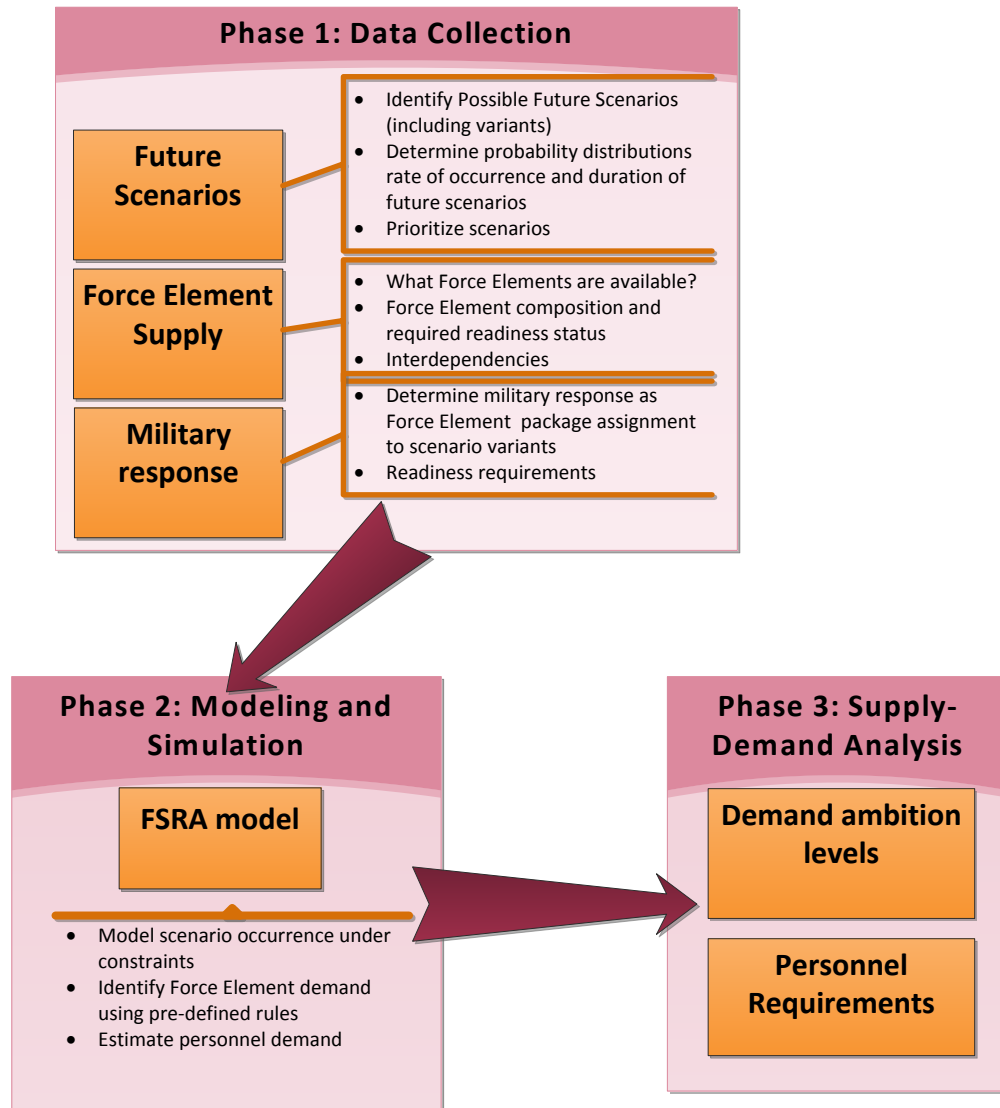 Phase 1: Data Collection
Future
Scenarios
• Identify Possible Future Scenarios
(including variants)
• Determine probability distributions
rate of occurrence and duration of
future scenarios
• Prioritize scenarios
Force Element
Supply
• What Force Elements are available?
• Force Element composition and
required readiness status
• Interdependencies
Military
response
• Determine military response as
Force Element package assignment
to scenario variants
• Readiness requirements
Phase 2: Modeling and
Simulation
FSRA model
• Model scenario occurrence under
constraints
• Identify Force Element demand
using pre-defined rules
• Estimate personnel demand
Phase 3: Supply-
Demand Analysis
Demand ambition
levels
Personnel
Requirements